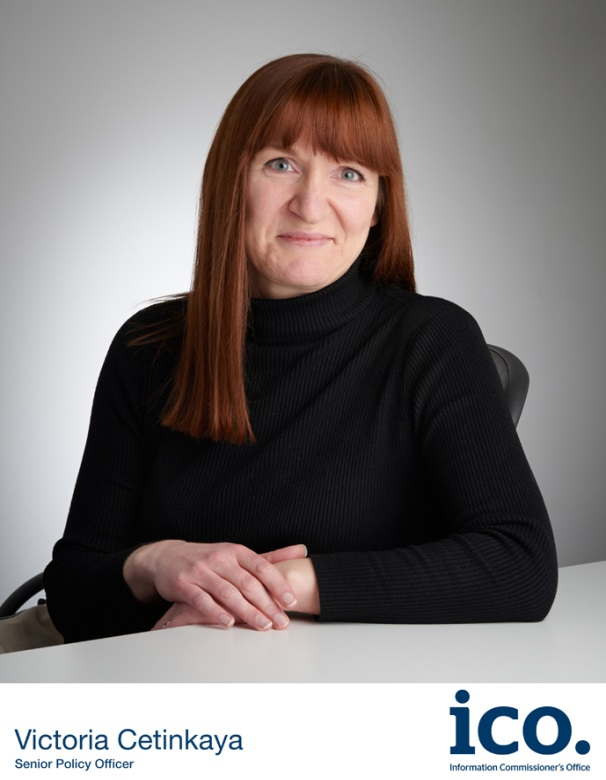 Victoria Cetinkaya
Senior Policy Officer
ico.
Information Commissioner's Office